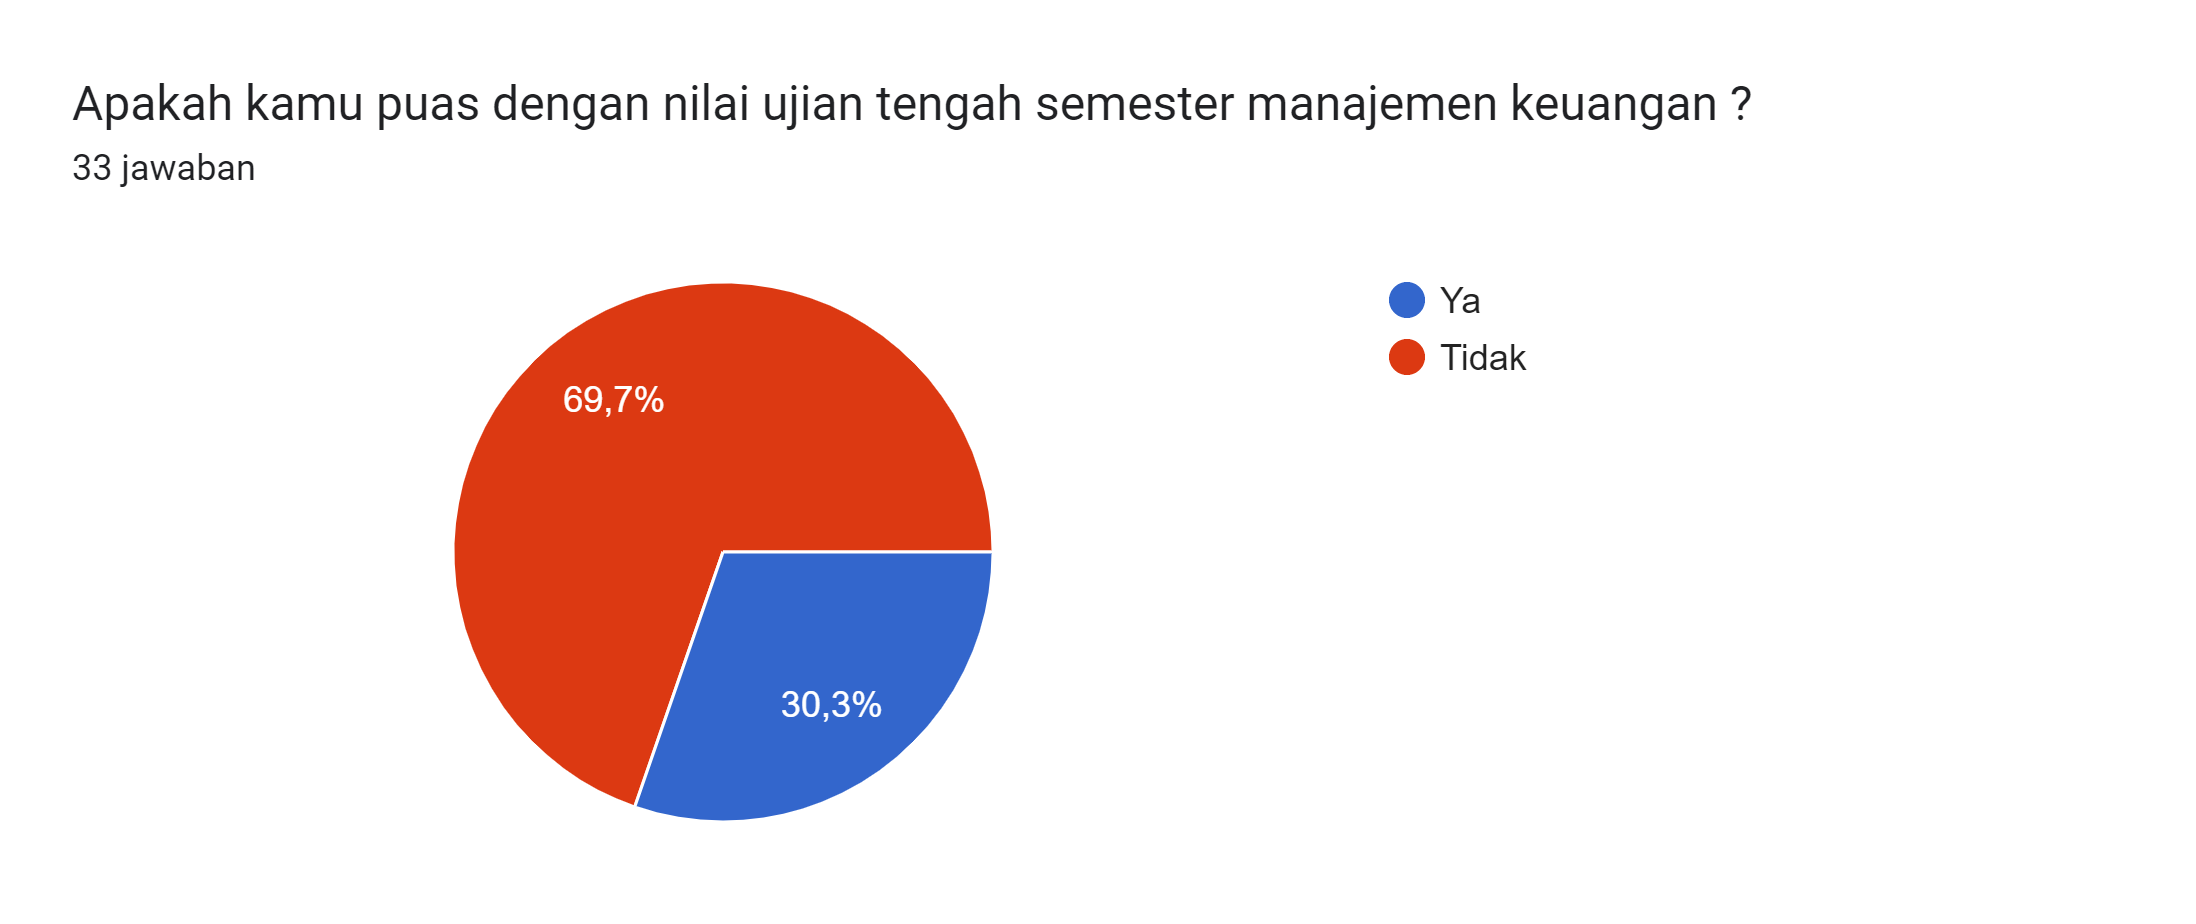 Apakah kamu puas dengan nilai ujian tengah semester manajemen keuangan ?
33 jawaban
Ya
Tidak
69,7%
30,3%